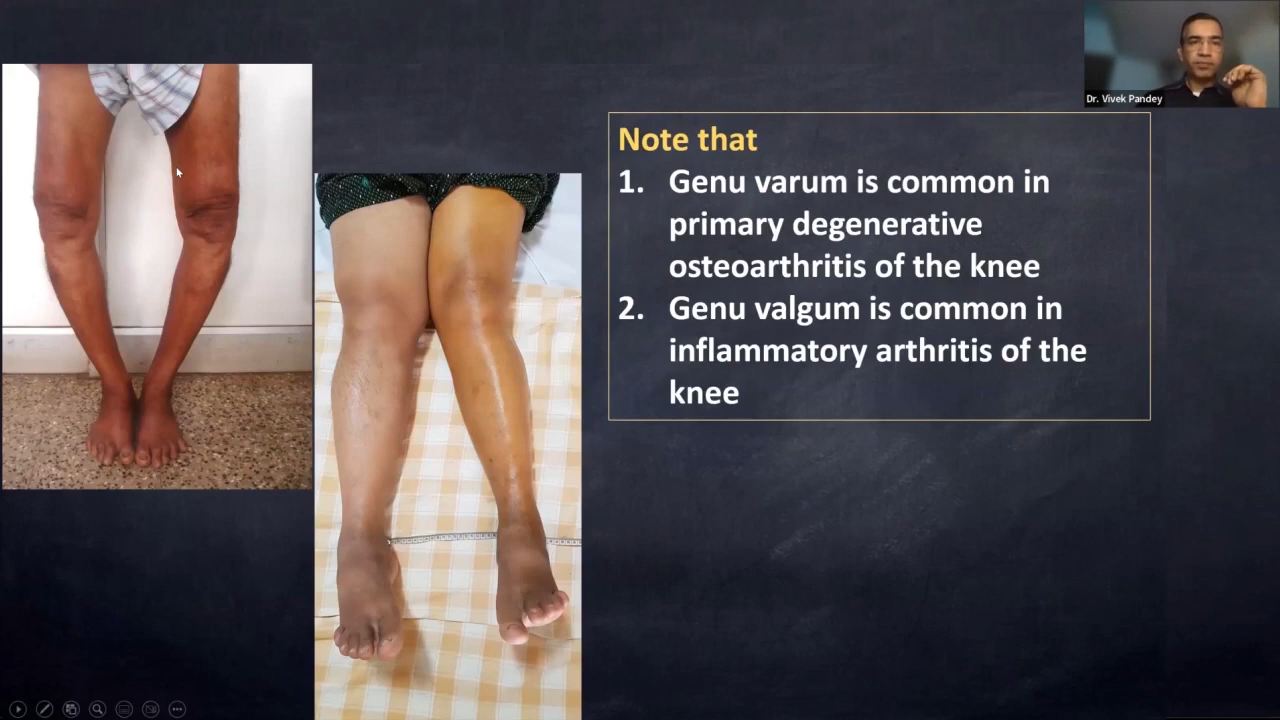 Dr. Vivek Pandey
Note that
1. Genu varum is common in
primary degenerative
osteoarthritis of the knee
2. Genu valgum is common in
inflammatory arthritis of the
knee